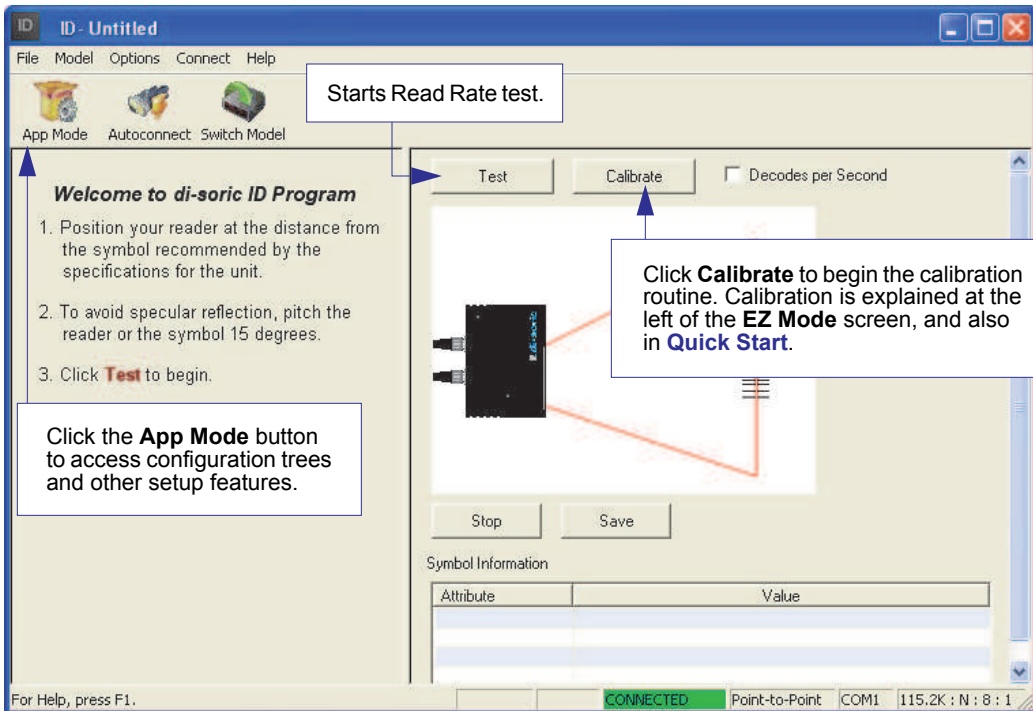 ID ID - Untitled
File Model Options Connect Help
App Mode Autoconnect Switch Model
Starts Read Rate test.
Welcome to di-soric ID Program
1. Position your reader at the distance from
the symbol recommended by the
specifications for the unit.
2. To avoid specular reflection, pitch the
reader or the symbol 15 degrees.
3. Click Test to begin.
Click the App Mode button
to access configuration trees
and other setup features.
Test Calibrate Decodes per Second
di-soric
Click Calibrate to begin the calibration
routine. Calibration is explained at the
left of the EZ Mode screen, and also
in Quick Start.
Stop Save
Symbol Information
Attribute Value
For Help, press F1.
CONNECTED Point-to-Point COM1 115.2K : N : 8 : 1